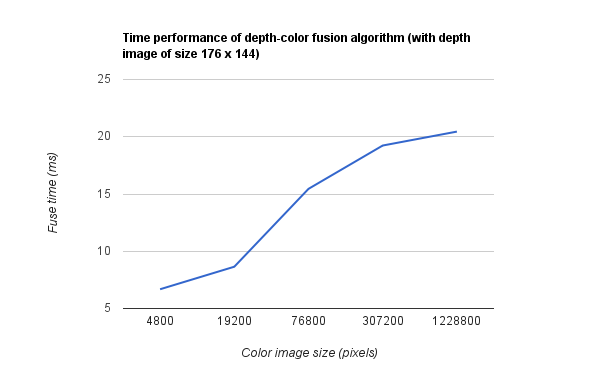 Time performance of depth-color fusion algorithm (with depth
image of size 176 x 144)
25
20
15
10
5
Fuse time (ms)
4800 19200 76800 307200 1228800
Color image size (pixels)